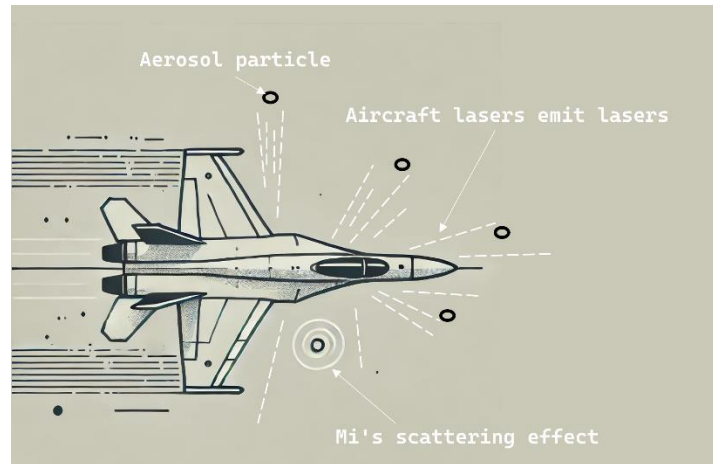 Aerosol particle
Aircraft lasers emit lasers
Mi's scattering effect